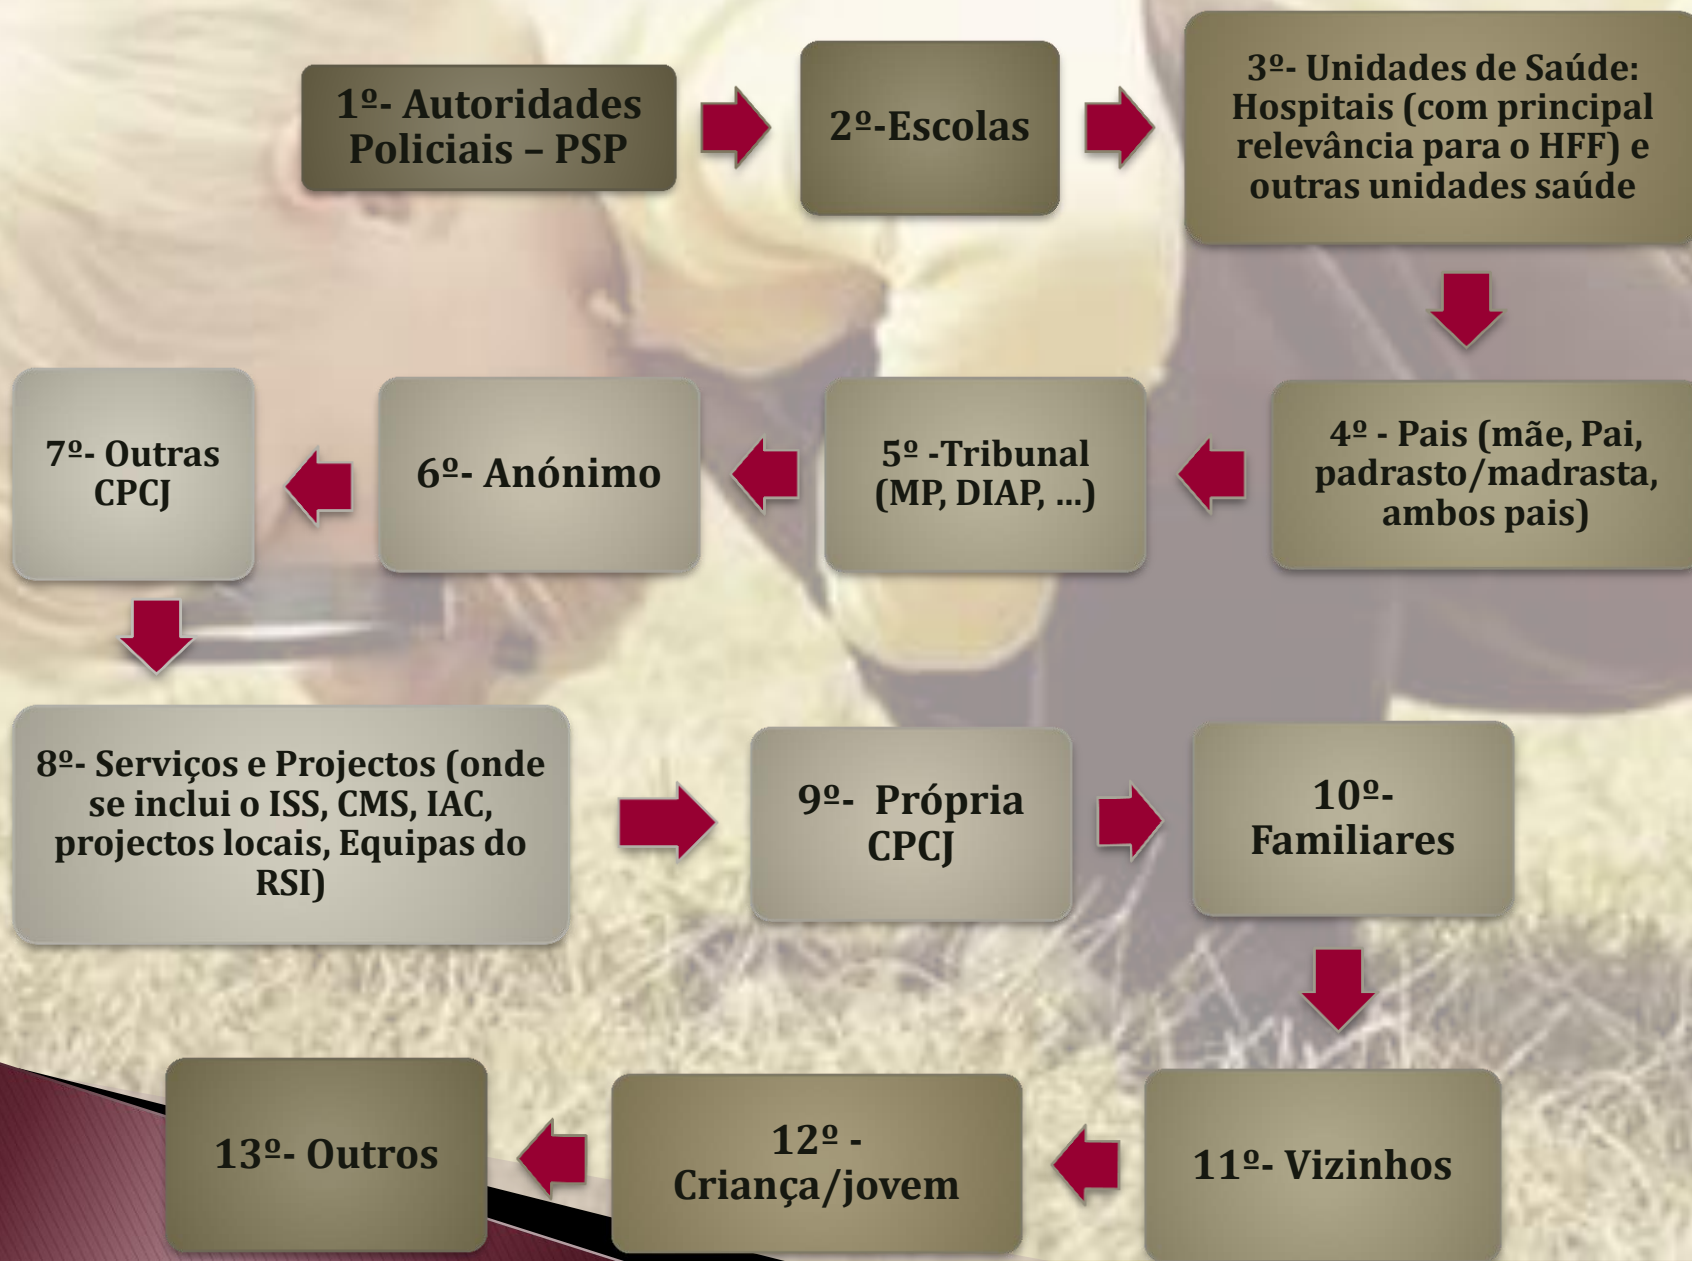 1º- Autoridades
Policiais – PSP
2º-Escolas
3º- Unidades de Saúde:
Hospitais (com principal
relevância para o HFF) e
outras unidades saúde
4º - Pais (mãe, Pai,
padrasto/madrasta,
ambos pais)
5º -Tribunal
(MP, DIAP, ...)
6º- Anónimo
7º- Outras
CPCJ
8º- Serviços e Projectos (onde
se inclui o ISS, CMS, IAC,
projectos locais, Equipas do
RSI)
9º- Própria
CPCJ
10º-
Familiares
11º- Vizinhos
12º -
Criança/jovem
13º- Outros